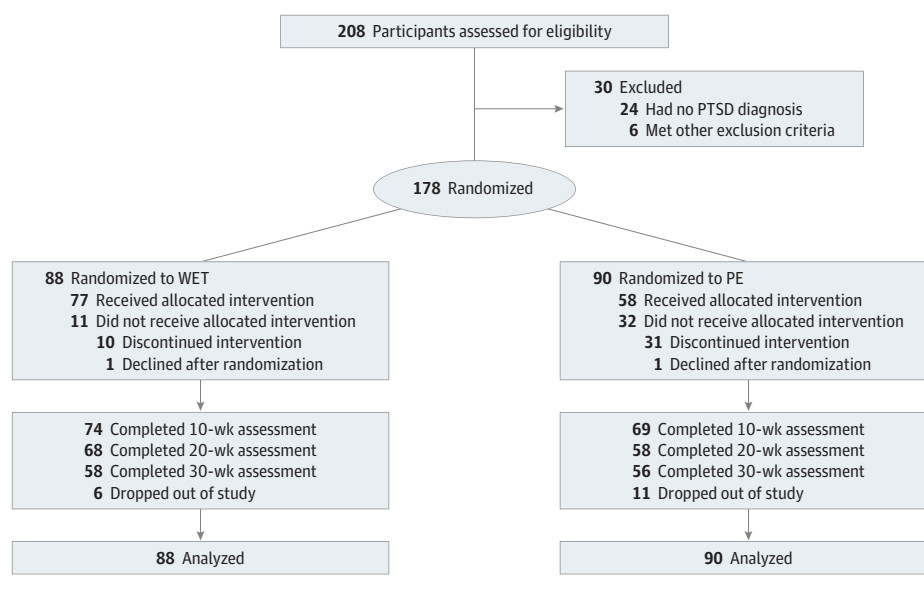 208 Participants assessed for eligibility
30 Excluded
24 Had no PTSD diagnosis
6 Met other exclusion criteria
178 Randomized
88 Randomized to WET
77 Received allocated intervention
11 Did not receive allocated intervention
10 Discontinued intervention
1 Declined after randomization
90 Randomized to PE
58 Received allocated intervention
32 Did not receive allocated intervention
31 Discontinued intervention
1 Declined after randomization
74 Completed 10-wk assessment
68 Completed 20-wk assessment
58 Completed 30-wk assessment
6 Dropped out of study
69 Completed 10-wk assessment
58 Completed 20-wk assessment
56 Completed 30-wk assessment
11 Dropped out of study
88 Analyzed
90 Analyzed